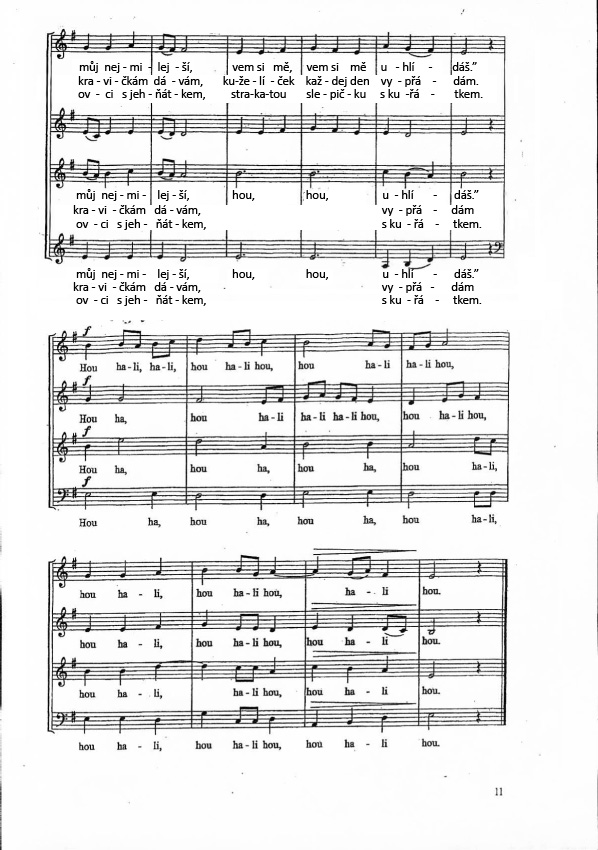 můj nej - mi - lej - ší, vem si mě, vem si mě u - hlí - dáš.”
kra - vi - čkám dá - vám, ku - že - lí - ček kaž - dej den vy - přá - dám.
ov - ci s jeh - ňát - kem, stra - ka - tou sle - pič - ku s ku - řá - tkem.
můj nej - mi - lej - ší, hou, hou, u - hlí - dáš.”
kra - vi - čkám dá - vám, vy - přá - dám
ov - ci s jeh - ňát - kem, s ku - řá - tkem.
můj nej - mi - lej - ší, hou, hou, u - hlí - dáš.”
kra - vi - čkám dá - vám, vy - přá - dám
ov - ci s jeh - ňát - kem, s ku - řá - tkem.
f
Hou ha - li, ha - li, hou ha - li hou, hou ha - li ha - li hou,
f
Hou ha, hou ha - li ha - li ha - li hou, hou ha - li hou,
f
Hou ha, hou ha, hou ha, hou ha - li,
f
Hou ha, hou ha, hou ha, hou ha - li,
hou ha - li, hou ha - li hou, ha - li hou.
hou ha - li, hou ha - li hou, hou ha - li hou.
hou ha - li, ha - li hou, hou ha - li hou.
hou ha - li, hou ha - li hou, hou ha - li hou.
11